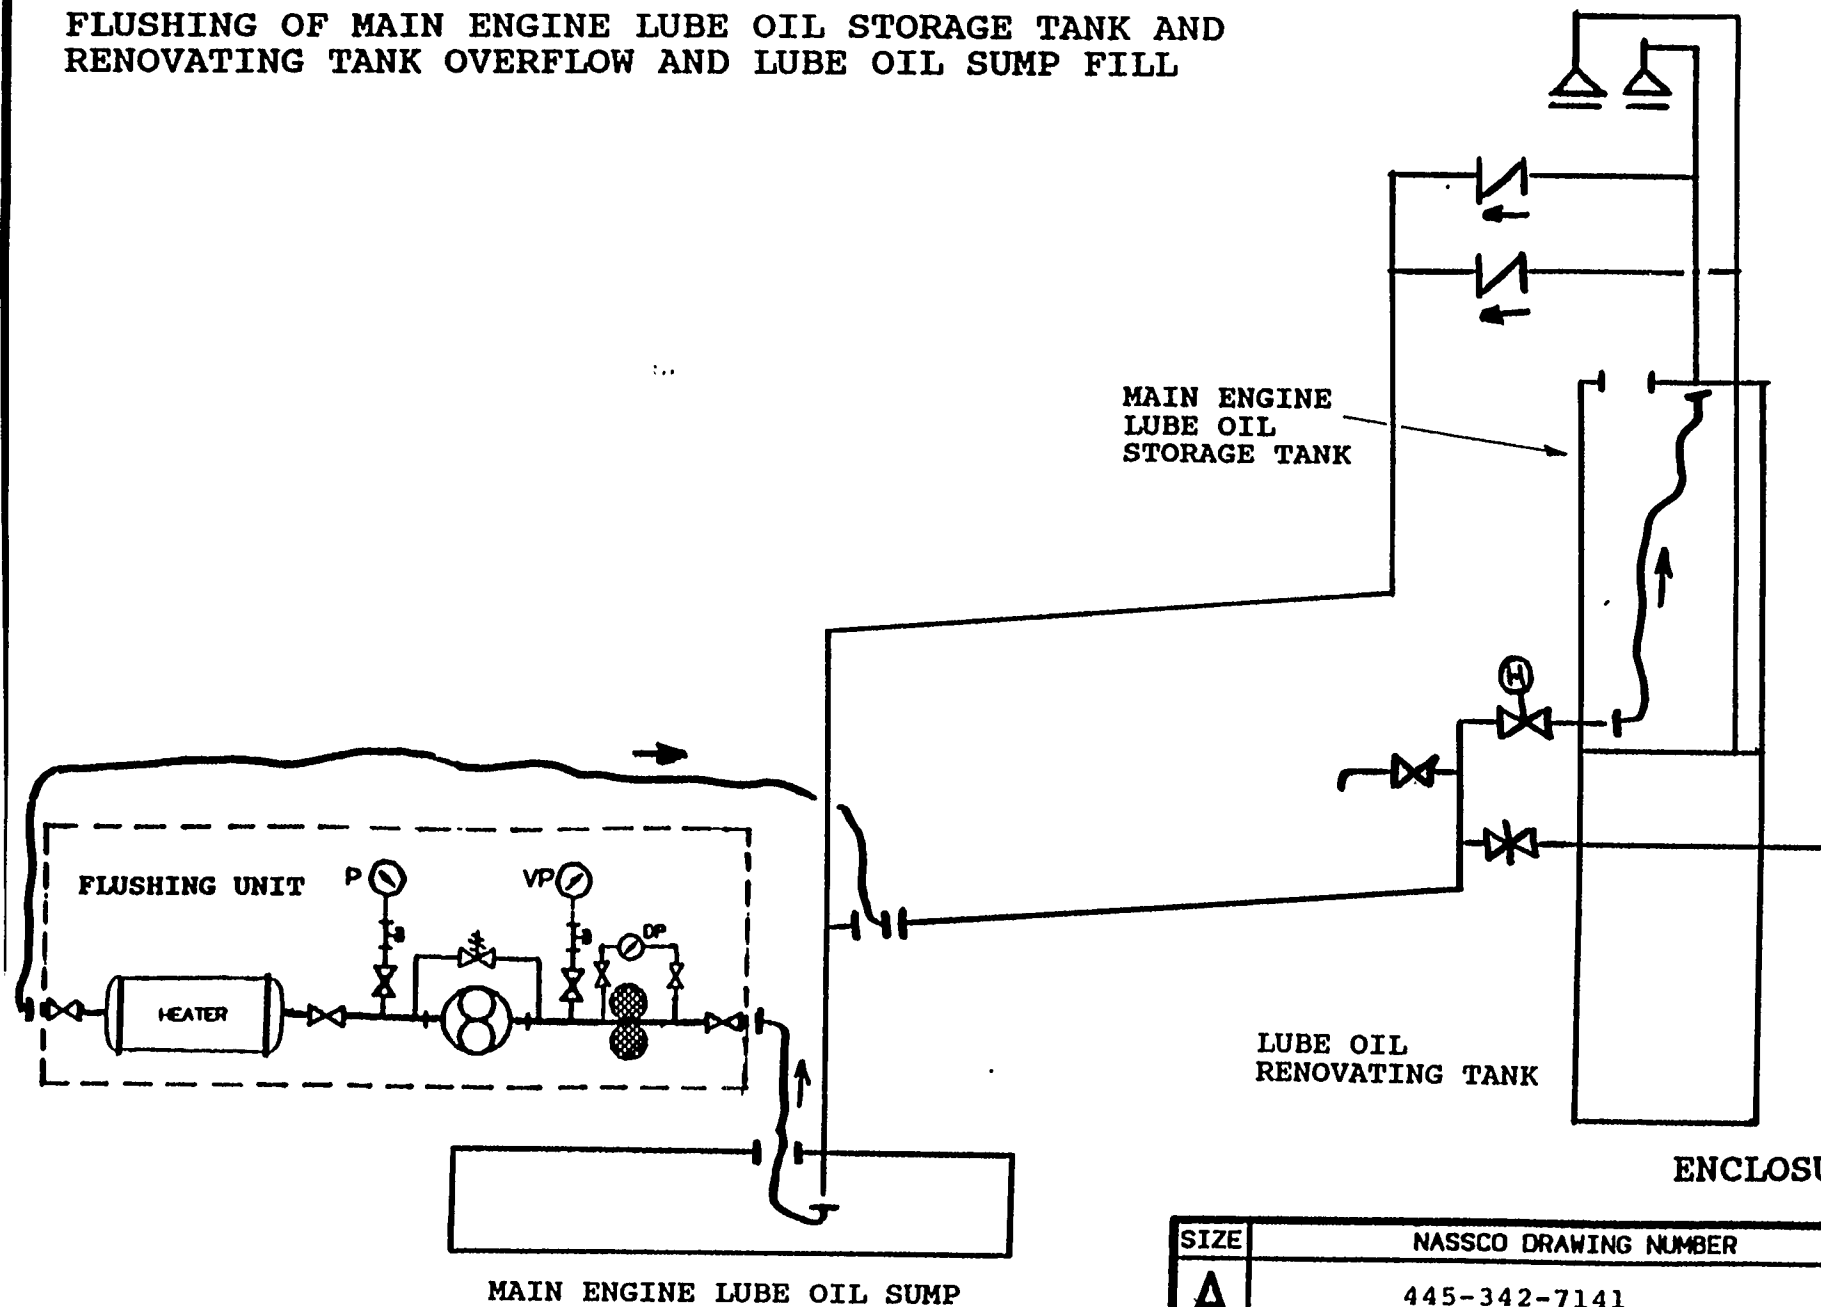 FLUSHING OF MAIN ENGINE LUBE OIL STORAGE TANK AND
RENOVATING TANK OVERFLOW AND LUBE OIL SUMP FILL
MAIN ENGINE
LUBE OIL
STORAGE TANK
H
FLUSHING UNIT
P
VP
DP
HEATER
LUBE OIL
RENOVATING TANK
MAIN ENGINE LUBE OIL SUMP
ENCLOSU
SIZE
NASSCO DRAWING NUMBER
A
445-342-7141